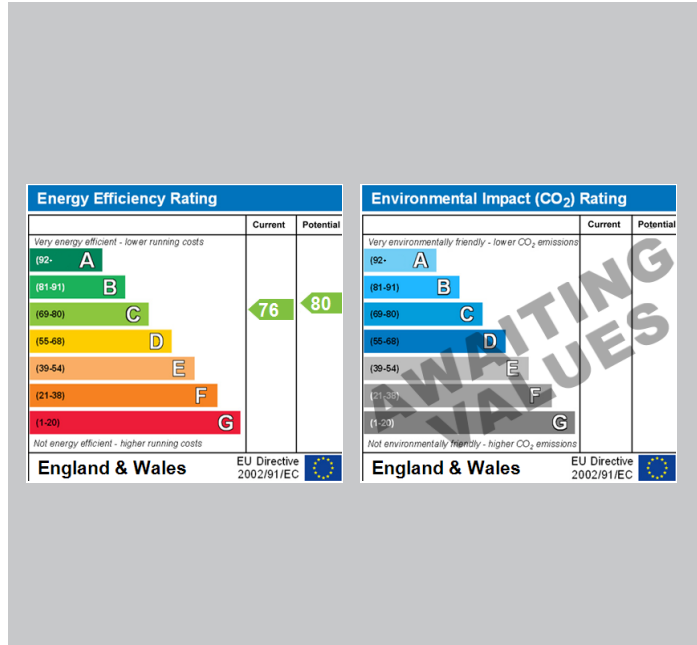 Energy Efficiency Rating
Current Potential
Very energy efficient - lower running costs
(92- A
(81-91) B
(69-80) C
(55-68) D
(39-54) E
(21-38) F
(1-20) G
76
80
Not energy efficient - higher running costs
England & Wales
EU Directive
2002/91/EC
Environmental Impact (CO2) Rating
Current Potential
Very environmentally friendly - lower CO2 emissions
(92- A
(81-91) B
(69-80) C
(55-68) D
(39-54) E
(21-38) F
(1-20) G
AWAITING
VALUES
Not environmentally friendly - higher CO2 emissions
England & Wales
EU Directive
2002/91/EC